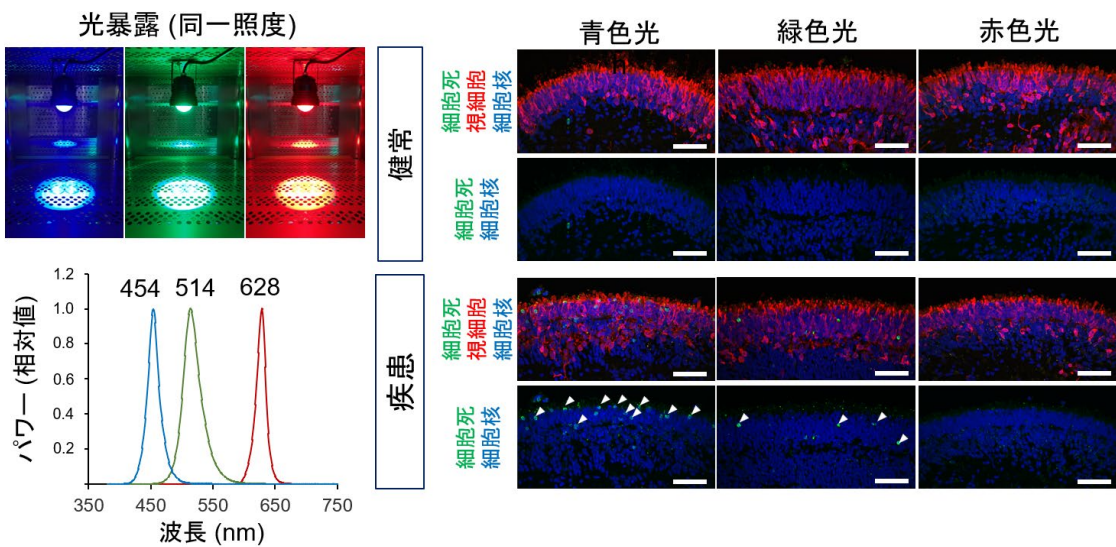 光暴露 (同一照度)
1.2
1.0
0.8
0.6
0.4
0.2
454
514
628
パワー (相対値)
350
450
550
650
750
波長 (nm)
青色光
緑色光
赤色光
健常
細胞死
視細胞
細胞核
細胞死
細胞核
疾患
細胞死
視細胞
細胞核
細胞死
細胞核